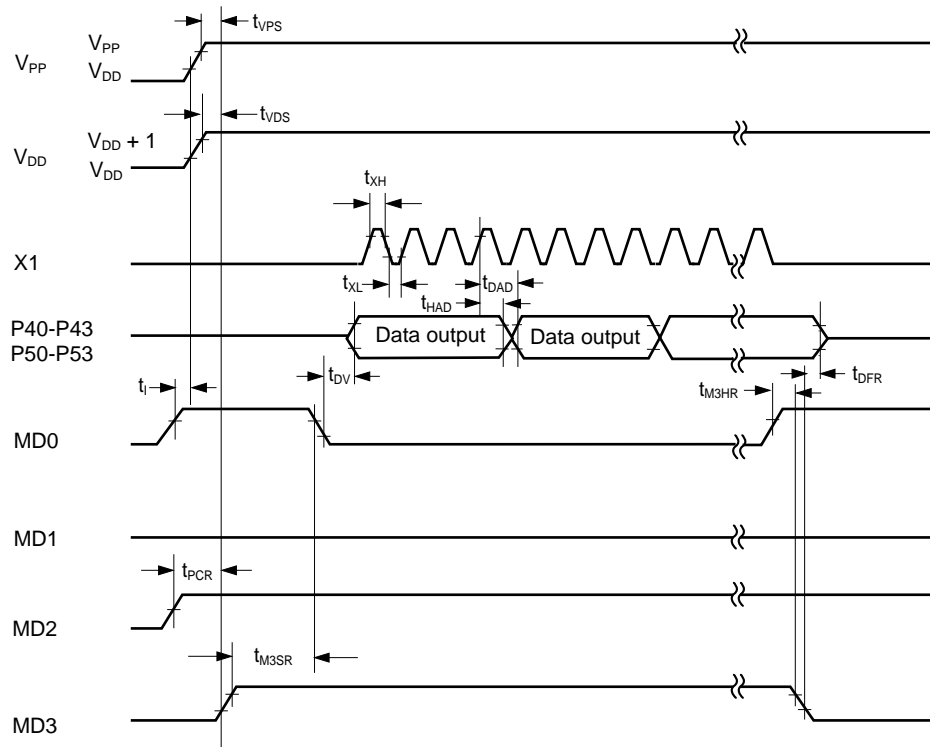 tVPS
VPP
VPP
VDD
tVDS
VDD + 1
VDD
VDD
tXH
X1
tXL
tDAD
tHAD
P40-P43
P50-P53
Data output
Data output
tDV
tDFR
tI
tM3HR
MD0
MD1
tPCR
MD2
tM3SR
MD3